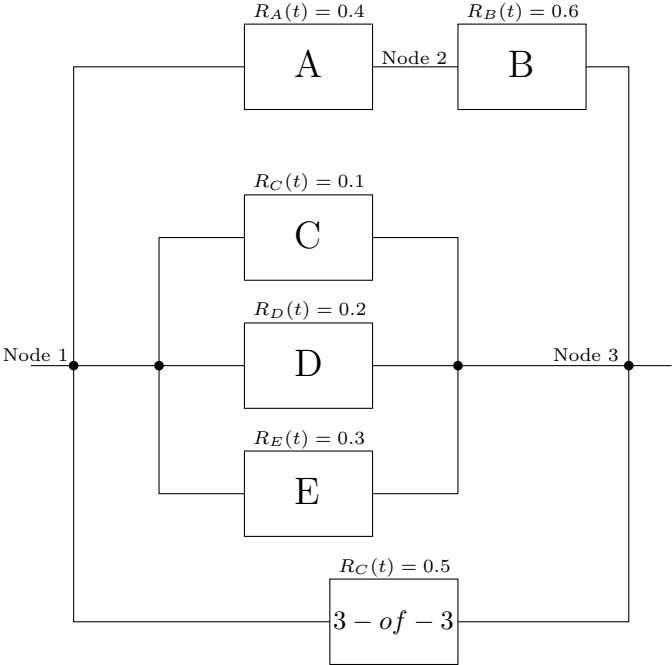 R_A(t) = 0.4
R_B(t) = 0.6
A
Node 2
B
R_C(t) = 0.1
C
R_D(t) = 0.2
Node 1
D
Node 3
R_E(t) = 0.3
E
R_C(t) = 0.5
3 − of − 3